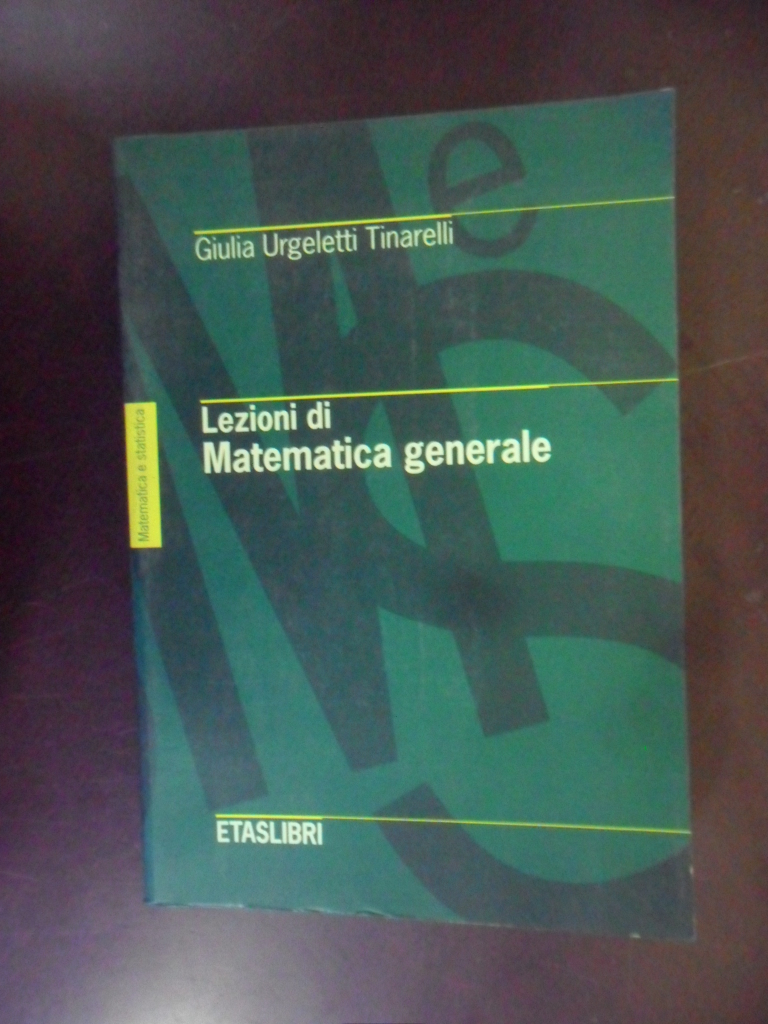 Giulia Urgeletti Tinarelli
Lezioni di
Matematica generale
Matematica e statistica
ETASLIBRI
M e S